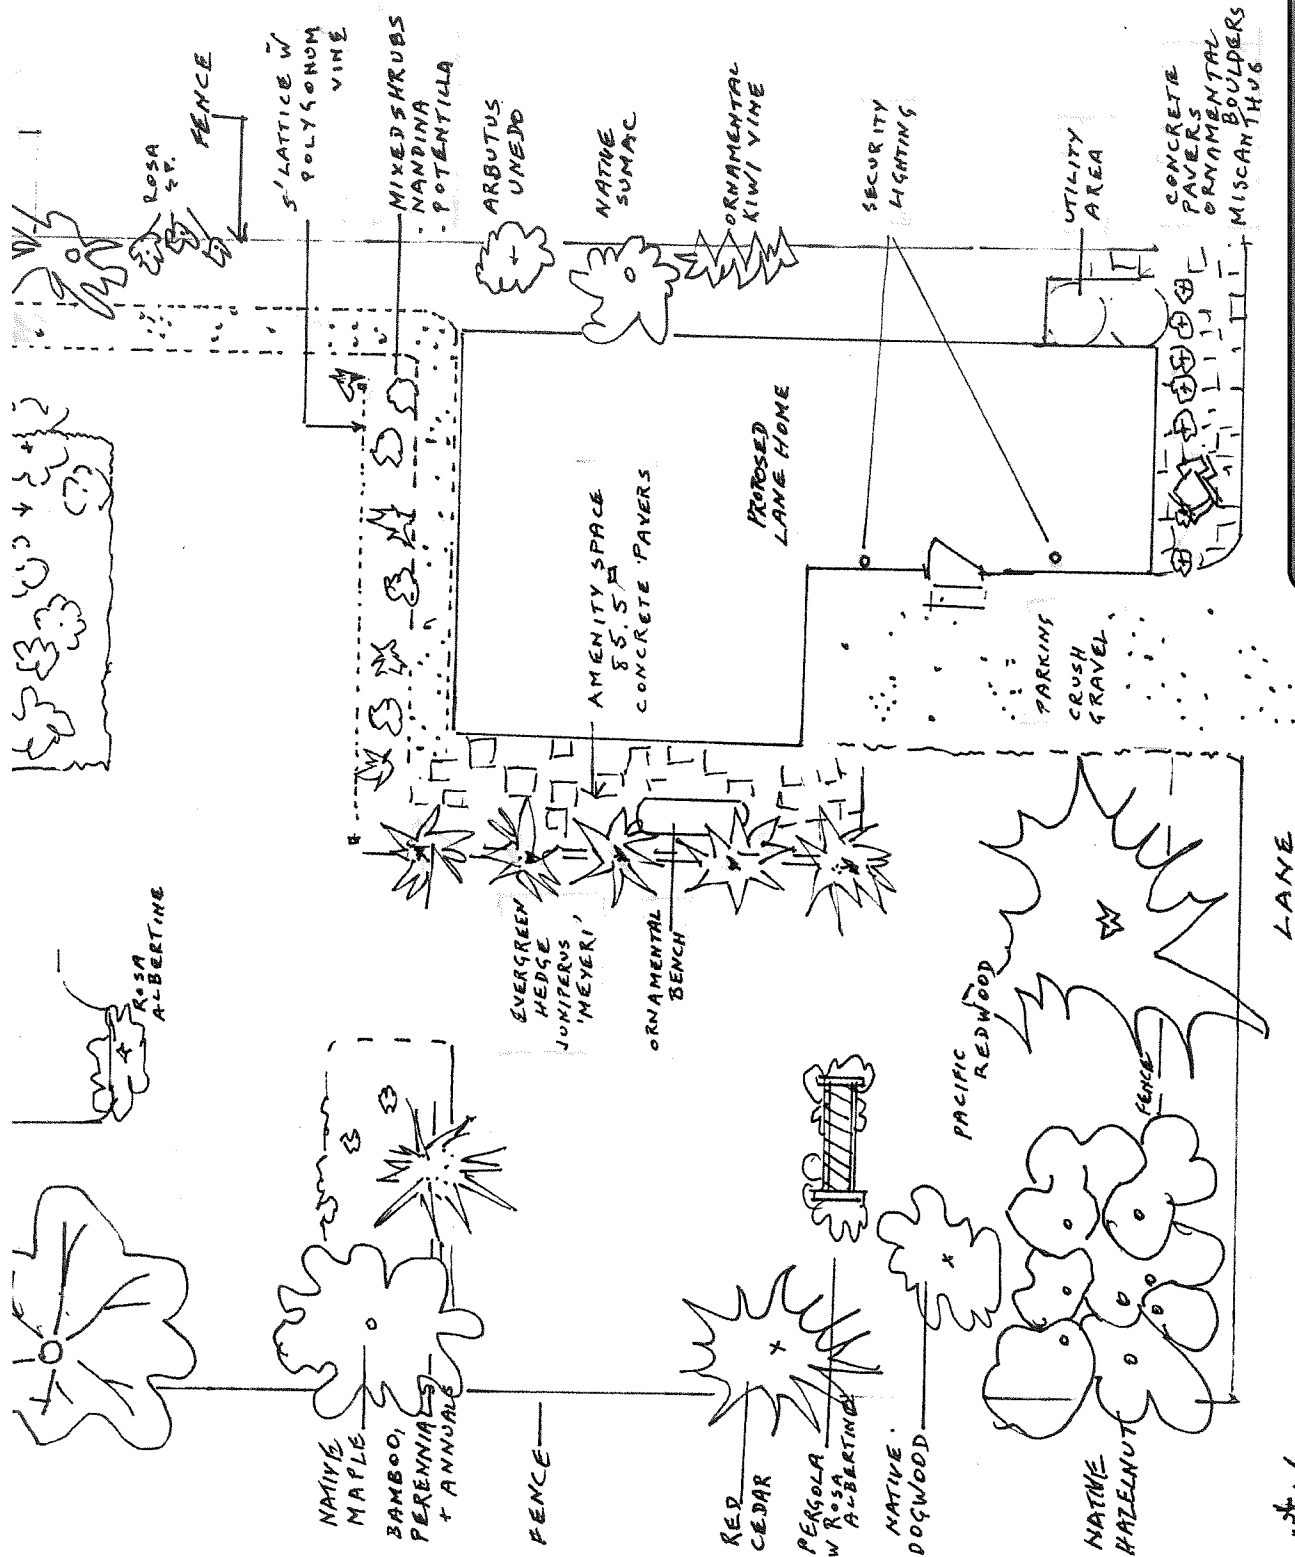 ROSA
SP.
FENCE
5' LATTICE W
POLYGONUM
VINE
MIXED SHRUBS
- NANDINA
- POTENTILLA
ARBUTUS
UNEDO
NATIVE
SUMAC
ORNAMENTAL
KIWI VINE
SECURITY
LIGHTING
UTILITY
AREA
CONCRETE
PAVERS
ORNAMENTAL
BOULDERS
MISCANTHUS
AMENITY SPACE
85.5
CONCRETE PAVERS
PROPOSED
LANE HOME
PARKING
CRUSH
GRAVEL
ROSA
ALBERTINE
EVERGREEN
HEDGE
JUNIPERUS
'MEYERI'
ORNAMENTAL
BENCH
PACIFIC
REDWOOD
FENCE
LANE
NATIVE
MAPLE
BAMBOO,
PERENNIALS
+ ANNUALS
FENCE
RED
CEDAR
PERGOLA
W ROSA
ALBERTINE
NATIVE
DOGWOOD
NATIVE
HAZELNUT